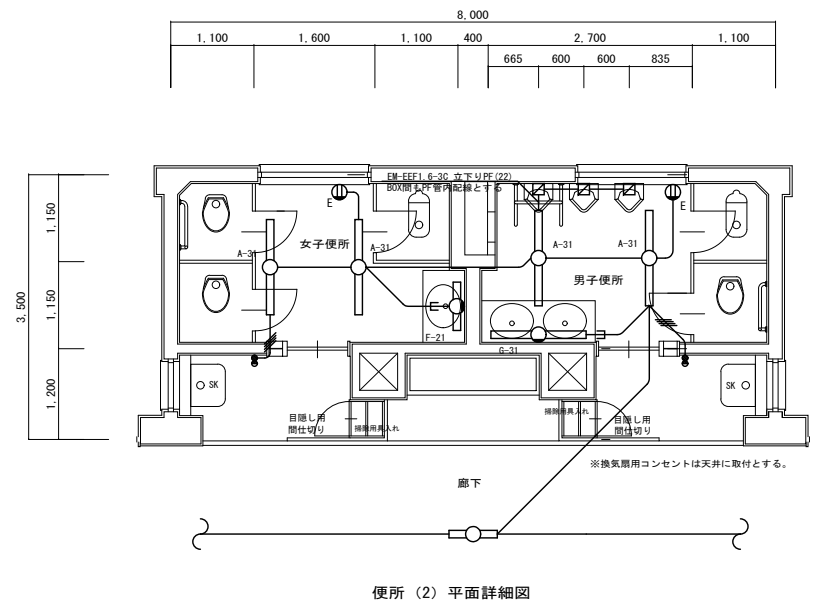 8,000
1,100 1,600 1,100 400 2,700 1,100
665 600 600 835
3,500
1,150
1,150
1,200
EM-EEF1.6-3C 立下りPF(22)
BOX間もPF管内配線とする
E
E
女子便所
男子便所
A-31
A-31
A-31
A-31
F-21
G-31
SK
SK
目隠し用
間仕切り
掃除用具入れ
掃除用具入れ
目隠し用
間仕切り
※換気扇用コンセントは天井に取付とする。
廊下
便所 (2) 平面詳細図